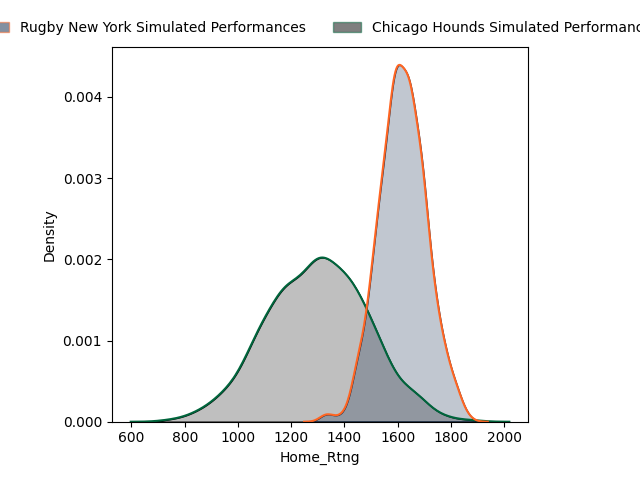 Rugby New York Simulated Performances
Chicago Hounds Simulated
Density
0.004
0.003
0.002
0.001
0.000
600 800 1000 1200 1400 1600 1800 2000
Home_Rtng